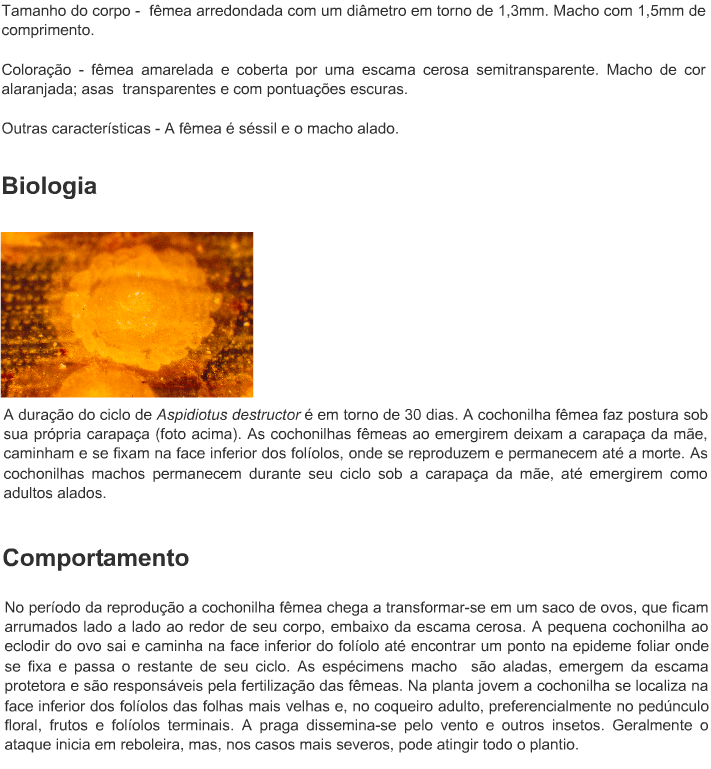 Tamanho do corpo - fêmea arredondada com um diâmetro em torno de 1,3mm. Macho com 1,5mm de
comprimento.
Coloração - fêmea amarelada e coberta por uma escama cerosa semitransparente. Macho de cor
alaranjada; asas transparentes e com pontuações escuras.
Outras características - A fêmea é séssil e o macho alado.
Biologia
A duração do ciclo de Aspidiotus destructor é em torno de 30 dias. A cochonilha fêmea faz postura sob
sua própria carapaça (foto acima). As cochonilhas fêmeas ao emergirem deixam a carapaça da mãe,
caminham e se fixam na face inferior dos folíolos, onde se reproduzem e permanecem até a morte. As
cochonilhas machos permanecem durante seu ciclo sob a carapaça da mãe, até emergirem como
adultos alados.
Comportamento
No período da reprodução a cochonilha fêmea chega a transformar-se em um saco de ovos, que ficam
arrumados lado a lado ao redor de seu corpo, embaixo da escama cerosa. A pequena cochonilha ao
eclodir do ovo sai e caminha na face inferior do folíolo até encontrar um ponto na epideme foliar onde
se fixa e passa o restante de seu ciclo. As espécimens macho são aladas, emergem da escama
protetora e são responsáveis pela fertilização das fêmeas. Na planta jovem a cochonilha se localiza na
face inferior dos folíolos das folhas mais velhas e, no coqueiro adulto, preferencialmente no pedúnculo
floral, frutos e folíolos terminais. A praga dissemina-se pelo vento e outros insetos. Geralmente o
ataque inicia em reboleira, mas, nos casos mais severos, pode atingir todo o plantio.